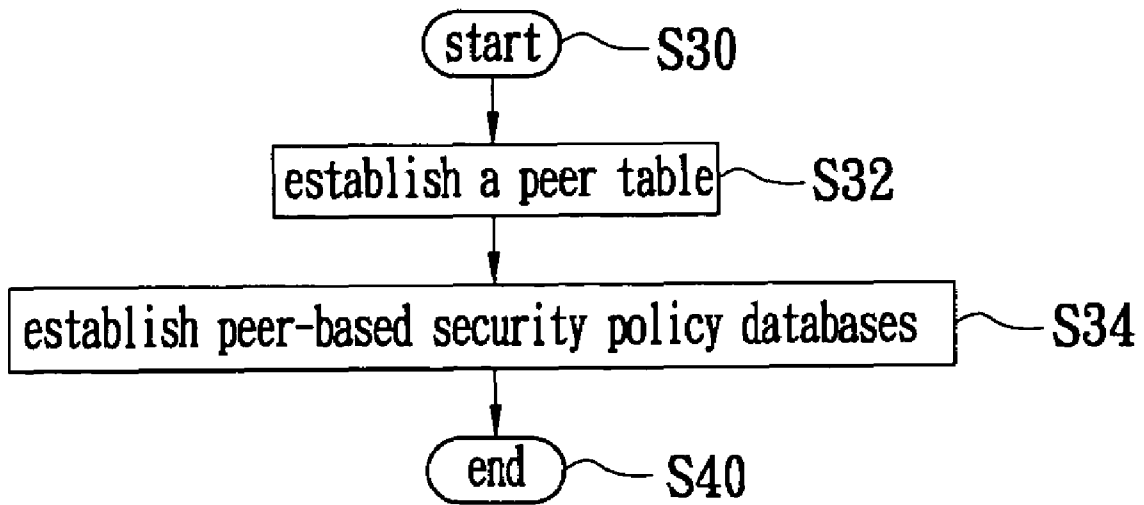 start S30
establish a peer table S32
establish peer-based security policy databases S34
end S40